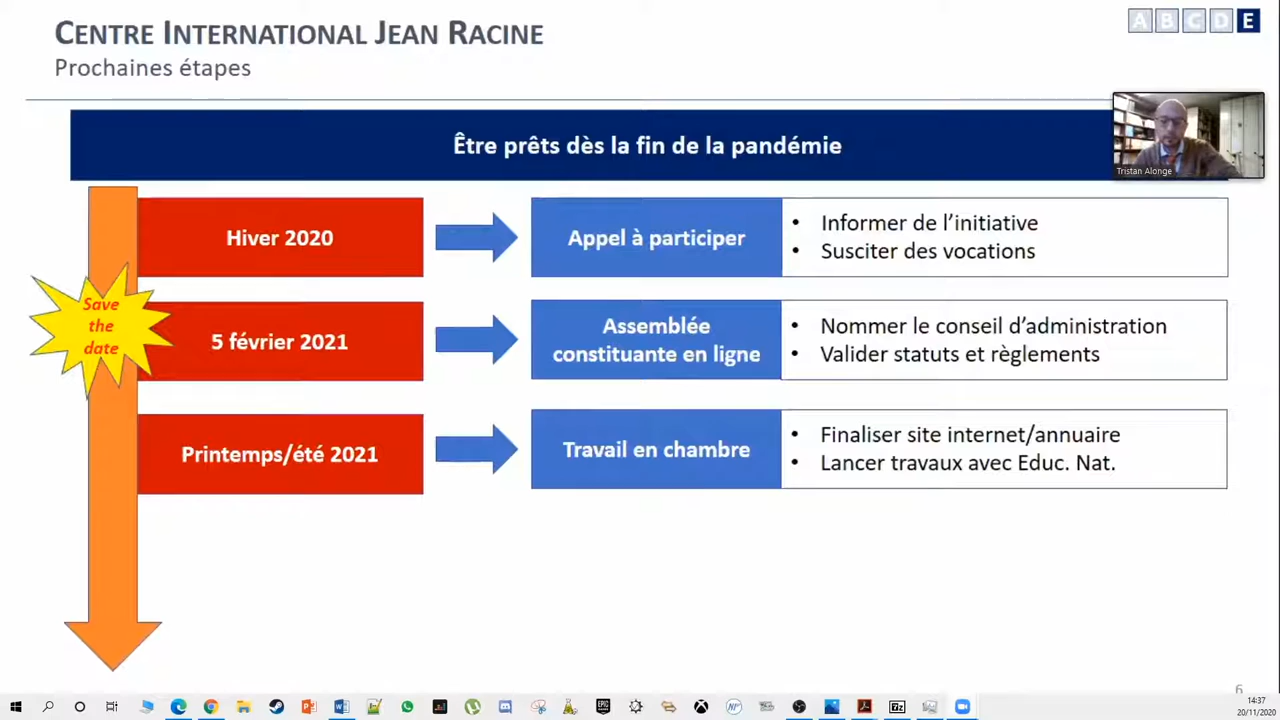 CENTRE INTERNATIONAL JEAN RACINE
Prochaines étapes
A B C D E
Être prêts dès la fin de la pandémie
Tristan Alonge
Hiver 2020
Appel à participer
• Informer de l'initiative
• Susciter des vocations
Save
the
date
5 février 2021
Assemblée
constituante en ligne
• Nommer le conseil d'administration
• Valider statuts et règlements
Printemps/été 2021
Travail en chambre
• Finaliser site internet/annuaire
• Lancer travaux avec Educ. Nat.
6
14:37
20/11/2020